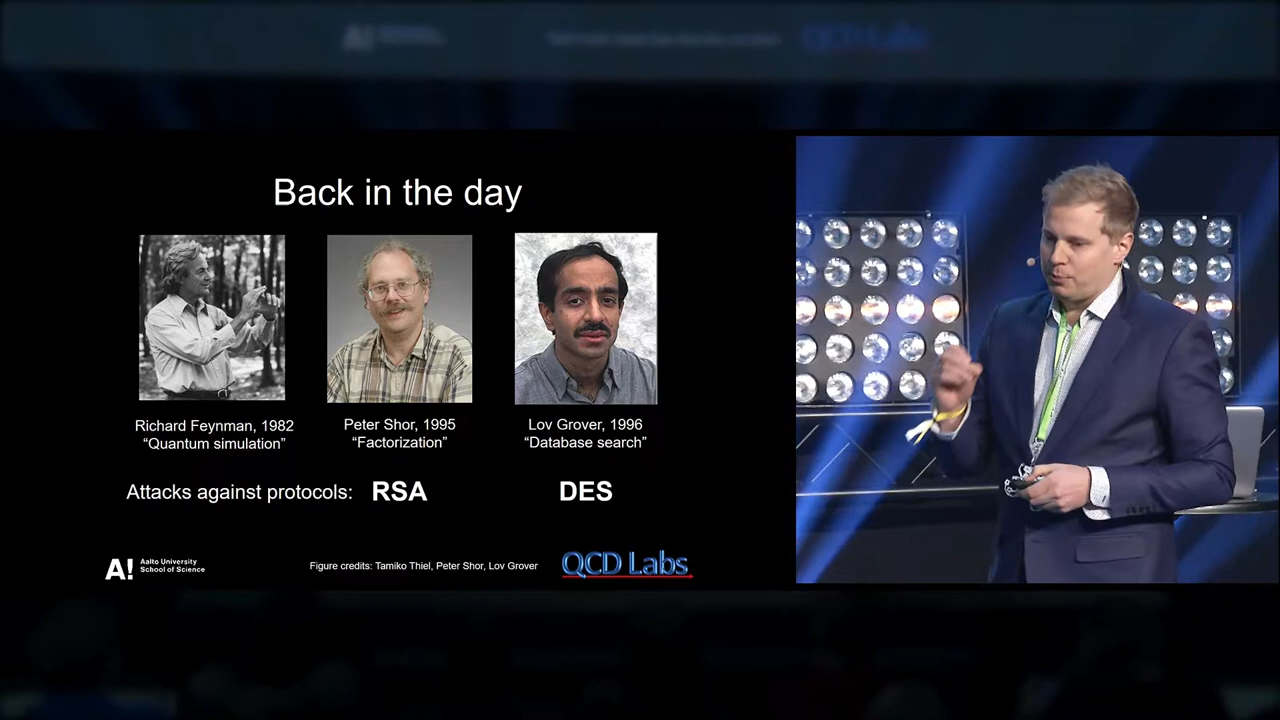 Back in the day
Richard Feynman, 1982
“Quantum simulation”
Peter Shor, 1995
“Factorization”
Lov Grover, 1996
“Database search”
Attacks against protocols: RSA DES
A! Aalto University
School of Science
Figure credits: Tamiko Thiel, Peter Shor, Lov Grover
QCD Labs